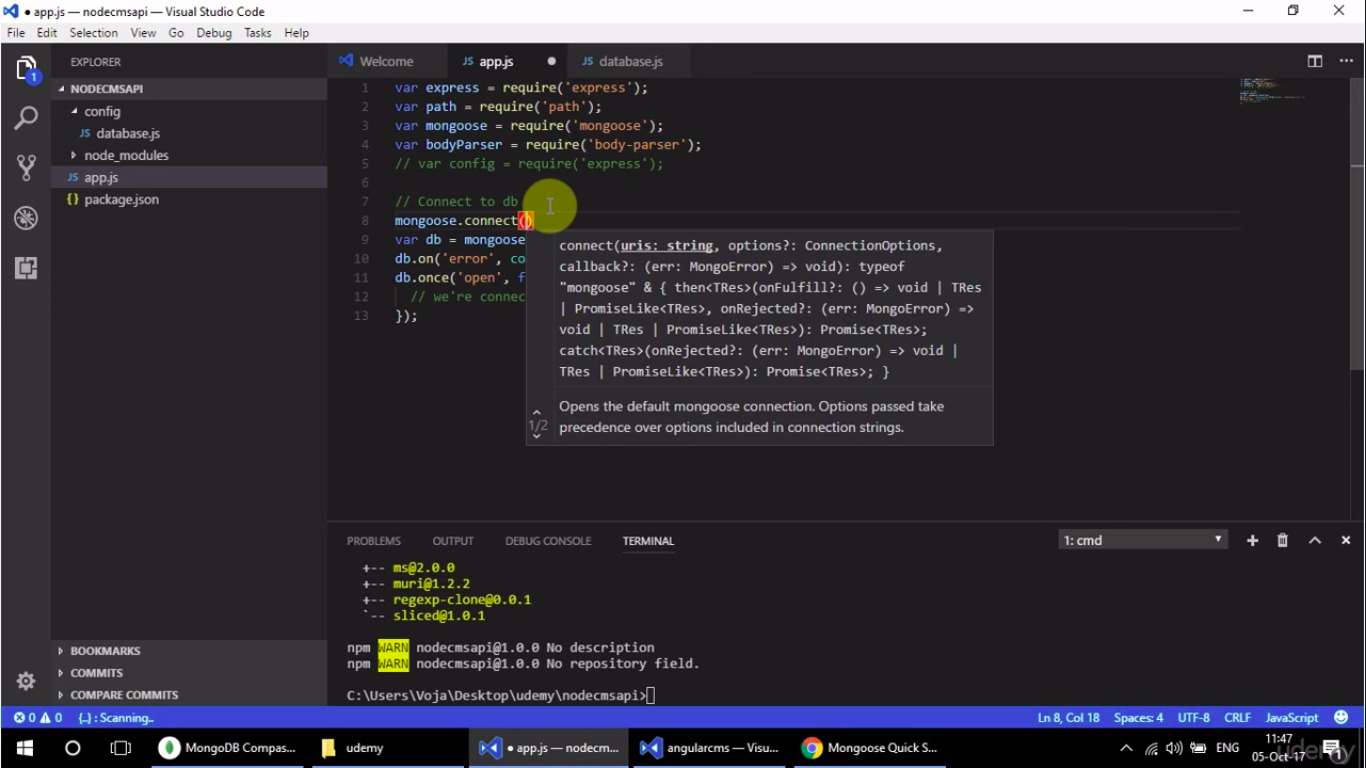 ● app.js — nodecmsapi — Visual Studio Code
File Edit Selection View Go Debug Tasks Help
EXPLORER
Welcome
JS app.js ●
JS database.js
1
NODECMSAPI
config
JS database.js
node_modules
JS app.js
{} package.json
1 var express = require('express');
2 var path = require('path');
3 var mongoose = require('mongoose');
4 var bodyParser = require('body-parser');
5 // var config = require('express');
6
7 // Connect to db
8 mongoose.connect()
9 var db = mongoose
10 db.on('error', co
11 db.once('open', f
12 // we're connec
13 });
connect(uris: string, options?: ConnectionOptions,
callback?: (err: MongoError) => void): typeof
"mongoose" & { then<TRes>(onFulfill?: () => void | TRes
| PromiseLike<TRes>, onRejected?: (err: MongoError) =>
void | TRes | PromiseLike<TRes>): Promise<TRes>;
catch<TRes>(onRejected?: (err: MongoError) => void |
TRes | PromiseLike<TRes>): Promise<TRes>; }
1/2
Opens the default mongoose connection. Options passed take
precedence over options included in connection strings.
PROBLEMS OUTPUT DEBUG CONSOLE TERMINAL
1: cmd
+-- ms@2.0.0
+-- muri@1.2.2
+-- regexp-clone@0.0.1
`-- sliced@1.0.1
npm WARN nodecmsapi@1.0.0 No description
npm WARN nodecmsapi@1.0.0 No repository field.
C:\Users\Voja\Desktop\udemy\nodecmsapi>
BOOKMARKS
COMMITS
COMPARE COMMITS
0 0 {..} : Scanning..
Ln 8, Col 18 Spaces: 4 UTF-8 CRLF JavaScript
MongoDB Compas...
udemy
● app.js — nodecm...
angularcms — Visu...
Mongoose Quick S...
ENG
11:47
05-Oct-17
1
udemy